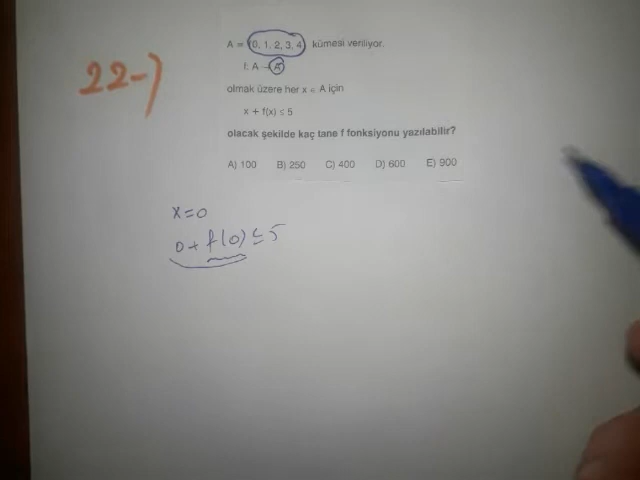 22-)
A = {0, 1, 2, 3, 4} kümesi veriliyor.
f: A → A
olmak üzere her x ∈ A için
x + f(x) ≤ 5
olacak şekilde kaç tane f fonksiyonu yazılabilir?
A) 100 B) 250 C) 400 D) 600 E) 900
x=0
0+f(0)≤5